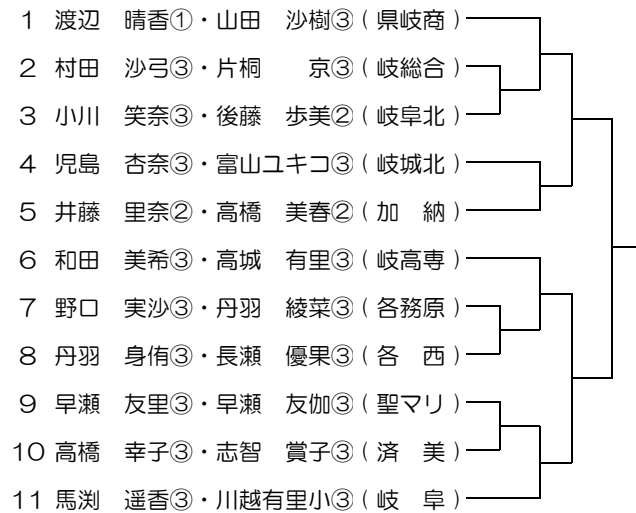 1 渡辺 晴香①・山田 沙樹③（県岐商）
2 村田 沙弓③・片桐 京③（岐総合）
3 小川 笑奈③・後藤 歩美②（岐阜北）
4 児島 杏奈③・富山ユキコ③（岐城北）
5 井藤 里奈②・高橋 美春②（加 納）
6 和田 美希③・高城 有里③（岐高専）
7 野口 実沙③・丹羽 綾菜③（各務原）
8 丹羽 身侑③・長瀬 優果③（各 西）
9 早瀬 友里③・早瀬 友伽③（聖マリ）
10 高橋 幸子③・志智 賞子③（済 美）
11 馬渕 遥香③・川越有里小③（岐 阜）